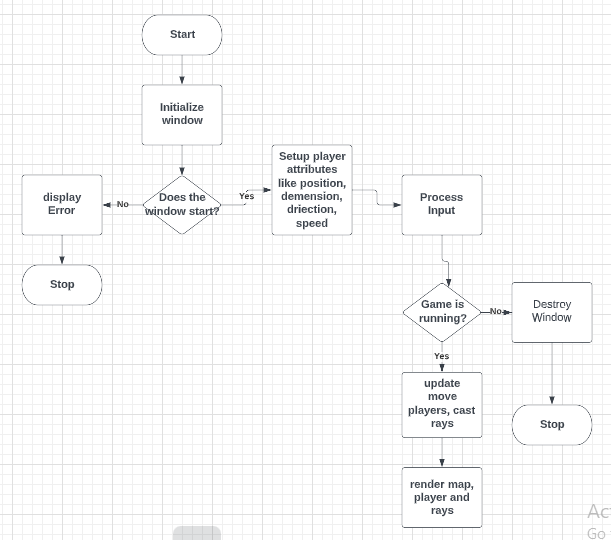 Start
Initialize
window
Does the
window start?
No
Yes
display
Error
Stop
Setup player
attributes
like position,
demension,
driection,
speed
Process
Input
Game is
running?
No
Yes
Destroy
Window
Stop
update
move
players, cast
rays
render map,
player and
rays
Go